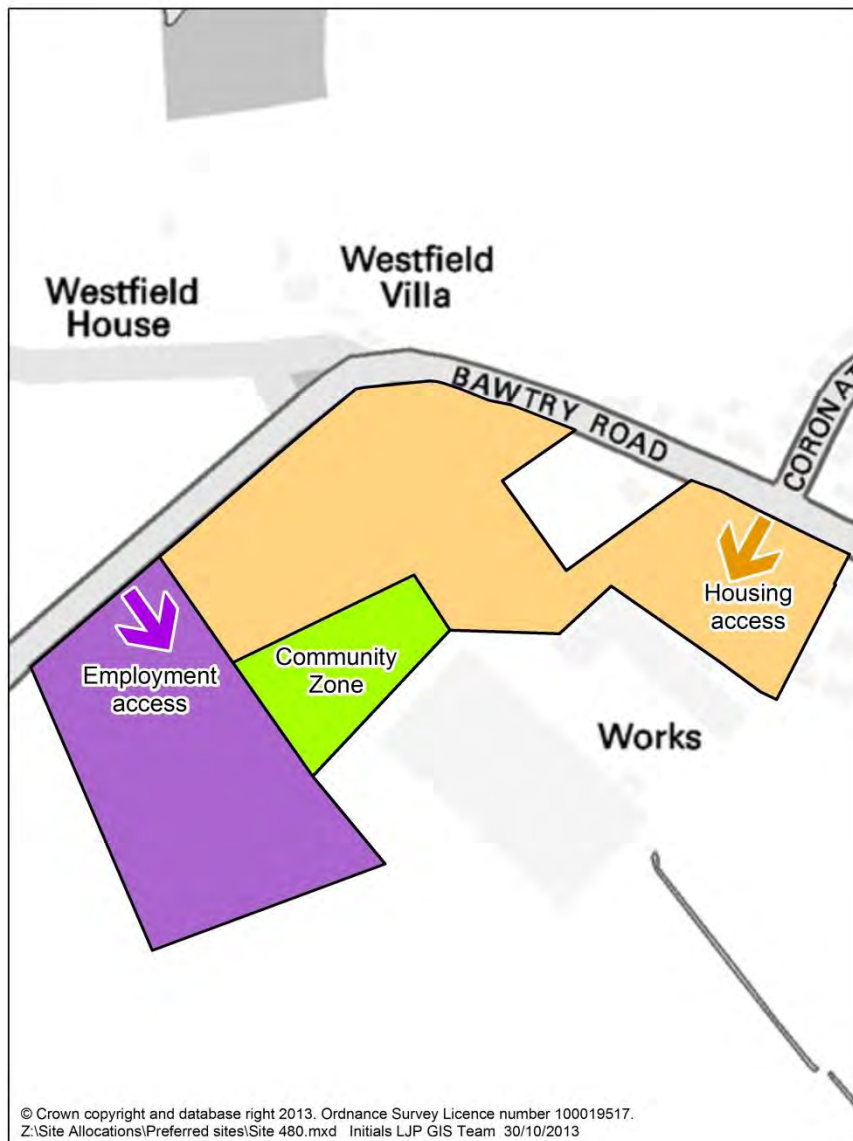 Westfield
Villa
Westfield
House
BAWTRY ROAD
Housing
access
Community
Zone
Employment
access
Works
© Crown copyright and database right 2013. Ordnance Survey Licence number 100019517.
Z:\Site Allocations\Preferred sites\Site 480.mxd Initials LJP GIS Team 30/10/2013